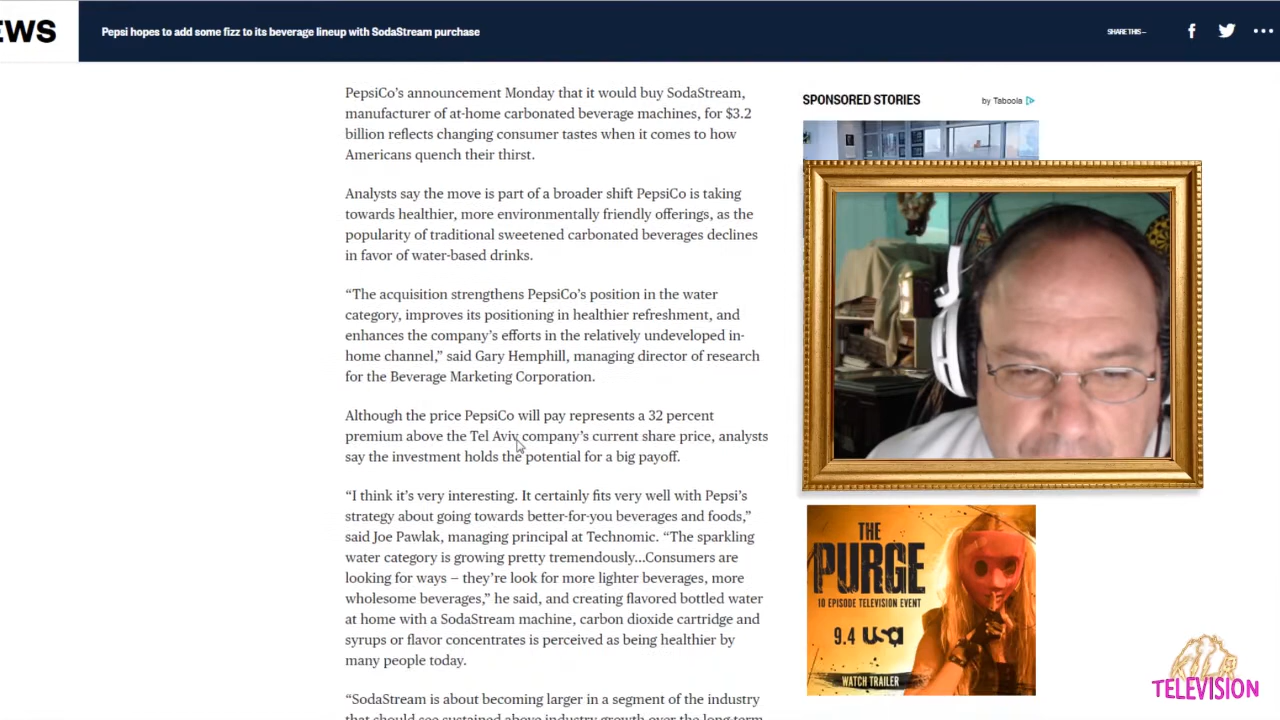 EWS
Pepsi hopes to add some fizz to its beverage lineup with SodaStream purchase
SHARE THIS —
PepsiCo’s announcement Monday that it would buy SodaStream,
manufacturer of at-home carbonated beverage machines, for $3.2
billion reflects changing consumer tastes when it comes to how
Americans quench their thirst.
Analysts say the move is part of a broader shift PepsiCo is taking
towards healthier, more environmentally friendly offerings, as the
popularity of traditional sweetened carbonated beverages declines
in favor of water-based drinks.
“The acquisition strengthens PepsiCo’s position in the water
category, improves its positioning in healthier refreshment, and
enhances the company’s efforts in the relatively undeveloped in-
home channel,” said Gary Hemphill, managing director of research
for the Beverage Marketing Corporation.
Although the price PepsiCo will pay represents a 32 percent
premium above the Tel Aviv company’s current share price, analysts
say the investment holds the potential for a big payoff.
“I think it’s very interesting. It certainly fits very well with Pepsi’s
strategy about going towards better-for-you beverages and foods,”
said Joe Pawlak, managing principal at Technomic. “The sparkling
water category is growing pretty tremendously...Consumers are
looking for ways – they’re look for more lighter beverages, more
wholesome beverages,” he said, and creating flavored bottled water
at home with a SodaStream machine, carbon dioxide cartridge and
syrups or flavor concentrates is perceived as being healthier by
many people today.
“SodaStream is about becoming larger in a segment of the industry
that should see sustained above industry growth over the long-term
SPONSORED STORIES
by Taboola
THE
PURGE
10 EPISODE TELEVISION EVENT
9.4 USA
WATCH TRAILER
KILR
TELEVISION